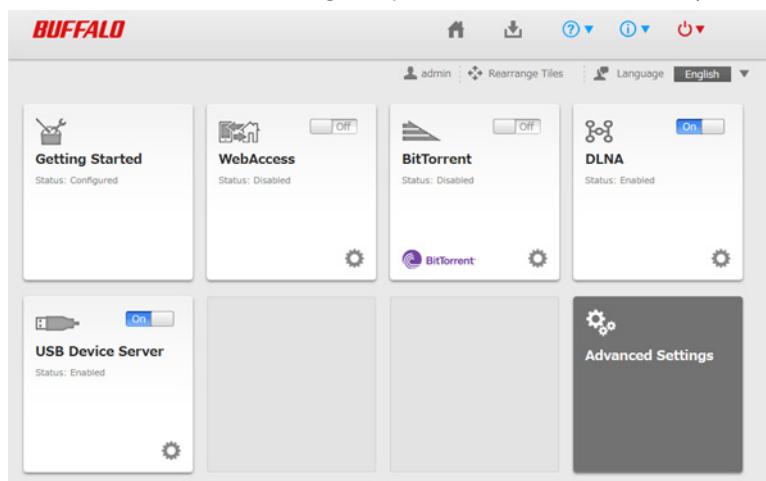 BUFFALO
admin Rearrange Tiles Language English
Getting Started
Status: Configured
Off
WebAccess
Status: Disabled
Off
BitTorrent
Status: Disabled
BitTorrent
On
DLNA
Status: Enabled
On
USB Device Server
Status: Enabled
Advanced Settings